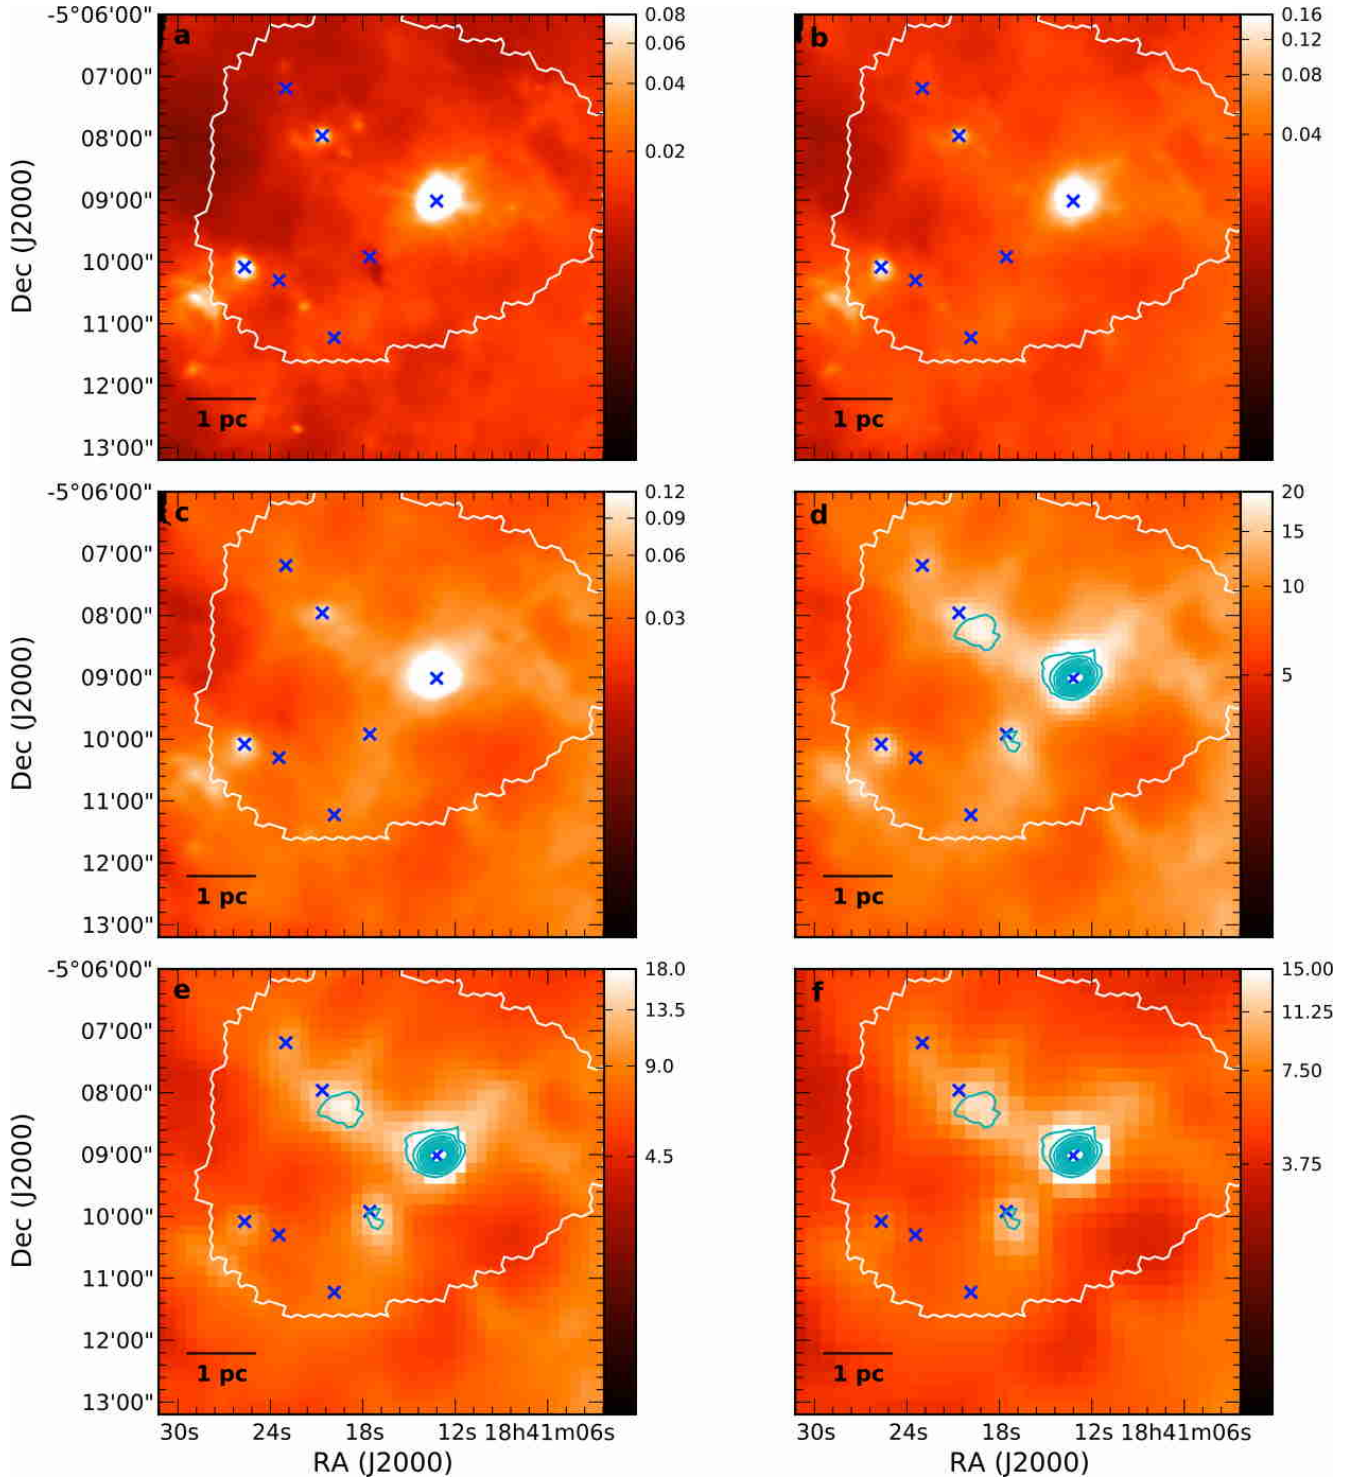 -5°06'00"
07'00"
08'00"
09'00"
10'00"
11'00"
12'00"
13'00"
Dec (J2000)
a
1 pc
0.08
0.06
0.04
0.02
b
1 pc
0.16
0.12
0.08
0.04
-5°06'00"
07'00"
08'00"
09'00"
10'00"
11'00"
12'00"
13'00"
Dec (J2000)
c
1 pc
0.12
0.09
0.06
0.03
d
1 pc
20
15
10
5
-5°06'00"
07'00"
08'00"
09'00"
10'00"
11'00"
12'00"
13'00"
Dec (J2000)
e
1 pc
18.0
13.5
9.0
4.5
f
1 pc
15.00
11.25
7.50
3.75
30s 24s 18s 12s 18h41m06s
RA (J2000)
30s 24s 18s 12s 18h41m06s
RA (J2000)